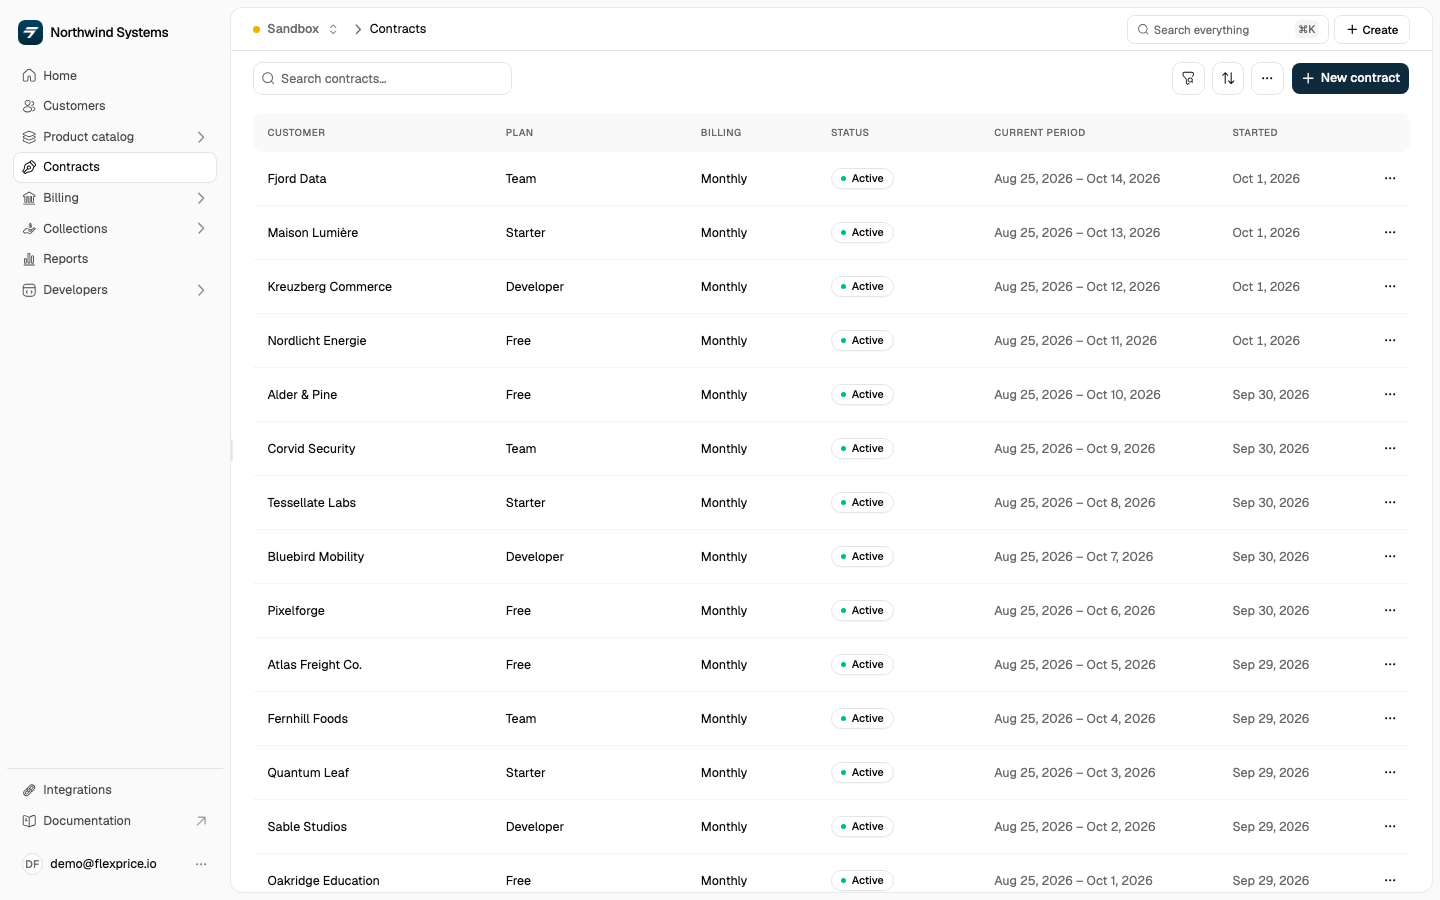 Northwind Systems
Home
Customers
Product catalog
Contracts
Billing
Collections
Reports
Developers
Integrations
Documentation
DF demo@flexprice.io
Sandbox Contracts
Search everything ⌘K
Create
Search contracts...
New contract
CUSTOMER PLAN BILLING STATUS CURRENT PERIOD STARTED
Fjord Data Team Monthly Active Aug 25, 2026 – Oct 14, 2026 Oct 1, 2026
Maison Lumière Starter Monthly Active Aug 25, 2026 – Oct 13, 2026 Oct 1, 2026
Kreuzberg Commerce Developer Monthly Active Aug 25, 2026 – Oct 12, 2026 Oct 1, 2026
Nordlicht Energie Free Monthly Active Aug 25, 2026 – Oct 11, 2026 Oct 1, 2026
Alder & Pine Free Monthly Active Aug 25, 2026 – Oct 10, 2026 Sep 30, 2026
Corvid Security Team Monthly Active Aug 25, 2026 – Oct 9, 2026 Sep 30, 2026
Tessellate Labs Starter Monthly Active Aug 25, 2026 – Oct 8, 2026 Sep 30, 2026
Bluebird Mobility Developer Monthly Active Aug 25, 2026 – Oct 7, 2026 Sep 30, 2026
Pixelforge Free Monthly Active Aug 25, 2026 – Oct 6, 2026 Sep 30, 2026
Atlas Freight Co. Free Monthly Active Aug 25, 2026 – Oct 5, 2026 Sep 29, 2026
Fernhill Foods Team Monthly Active Aug 25, 2026 – Oct 4, 2026 Sep 29, 2026
Quantum Leaf Starter Monthly Active Aug 25, 2026 – Oct 3, 2026 Sep 29, 2026
Sable Studios Developer Monthly Active Aug 25, 2026 – Oct 2, 2026 Sep 29, 2026
Oakridge Education Free Monthly Active Aug 25, 2026 – Oct 1, 2026 Sep 29, 2026